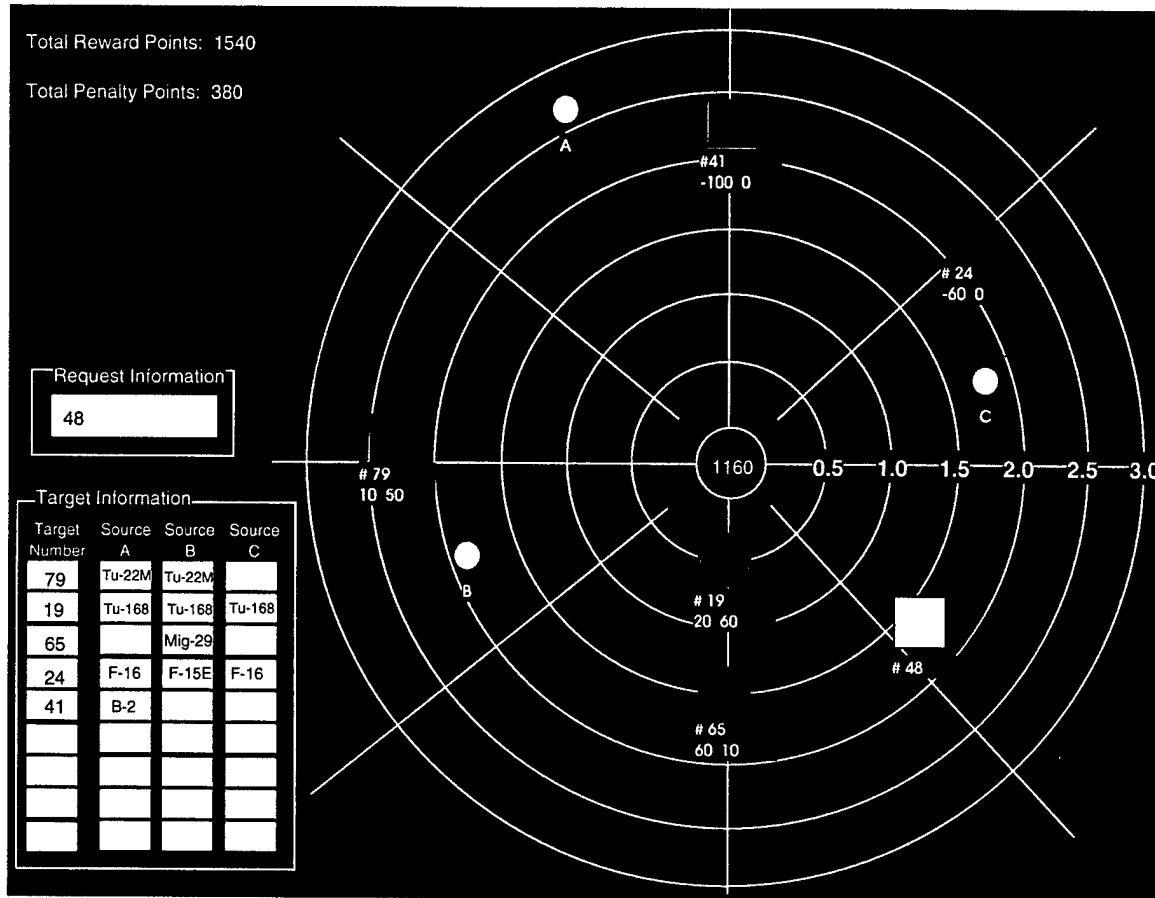 Total Reward Points: 1540
Total Penalty Points: 380
A
#41
-100 0
# 24
-60 0
Request Information
48
C
# 79
10 50
1160
0.5 1.0 1.5 2.0 2.5 3.0
Target Information
Target Number Source A Source B Source C
79 Tu-22M Tu-22M
19 Tu-168 Tu-168 Tu-168
65 Mig-29
24 F-16 F-15E F-16
41 B-2
B
# 19
20 60
# 48
# 65
60 10